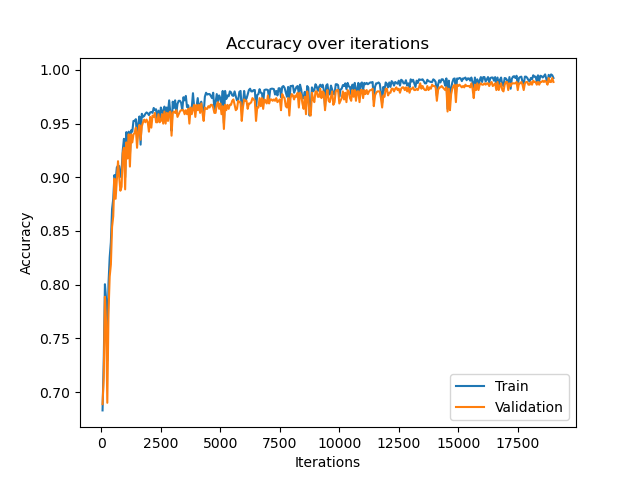 Accuracy over iterations
1.00
0.95
0.90
0.85
0.80
0.75
0.70
Accuracy
0 2500 5000 7500 10000 12500 15000 17500
Iterations
Train
Validation